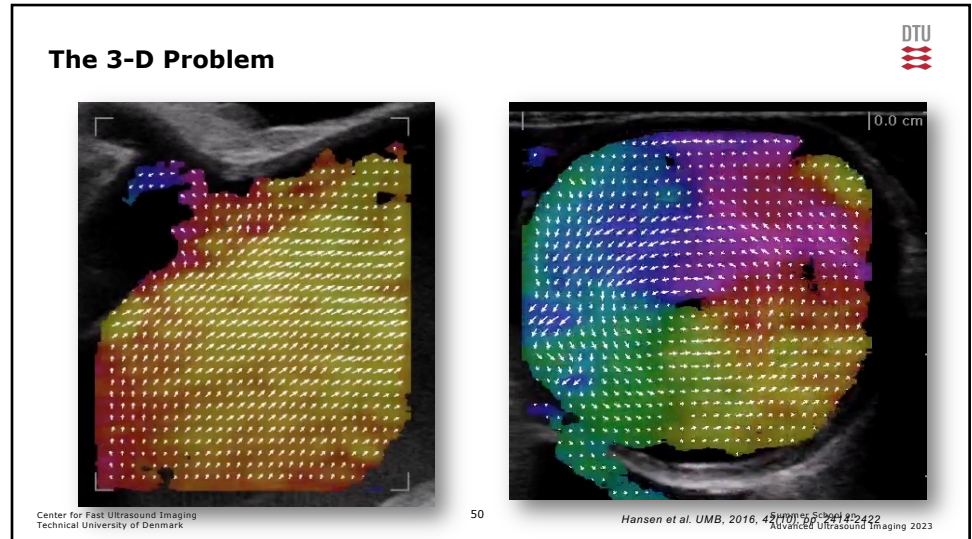 DTU
The 3-D Problem
0.0 cm
Center for Fast Ultrasound Imaging
Technical University of Denmark
50
Hansen et al. UMB, 2016, 42(10), pp. 2414-2422
Summer School on
Advanced Ultrasound Imaging 2023